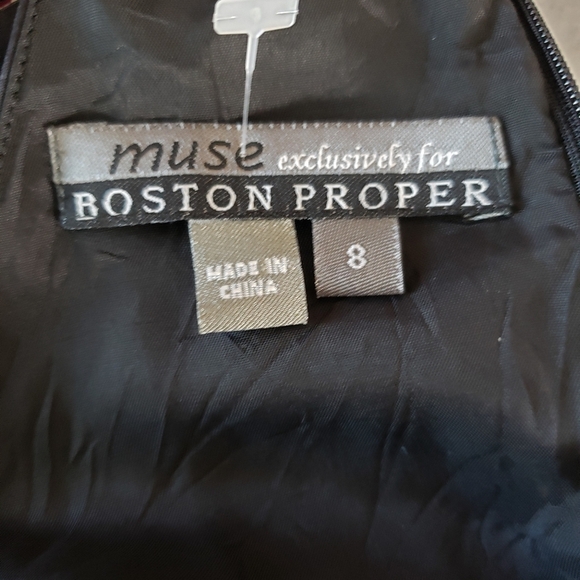 muse exclusively for
BOSTON PROPER
MADE IN
CHINA
8